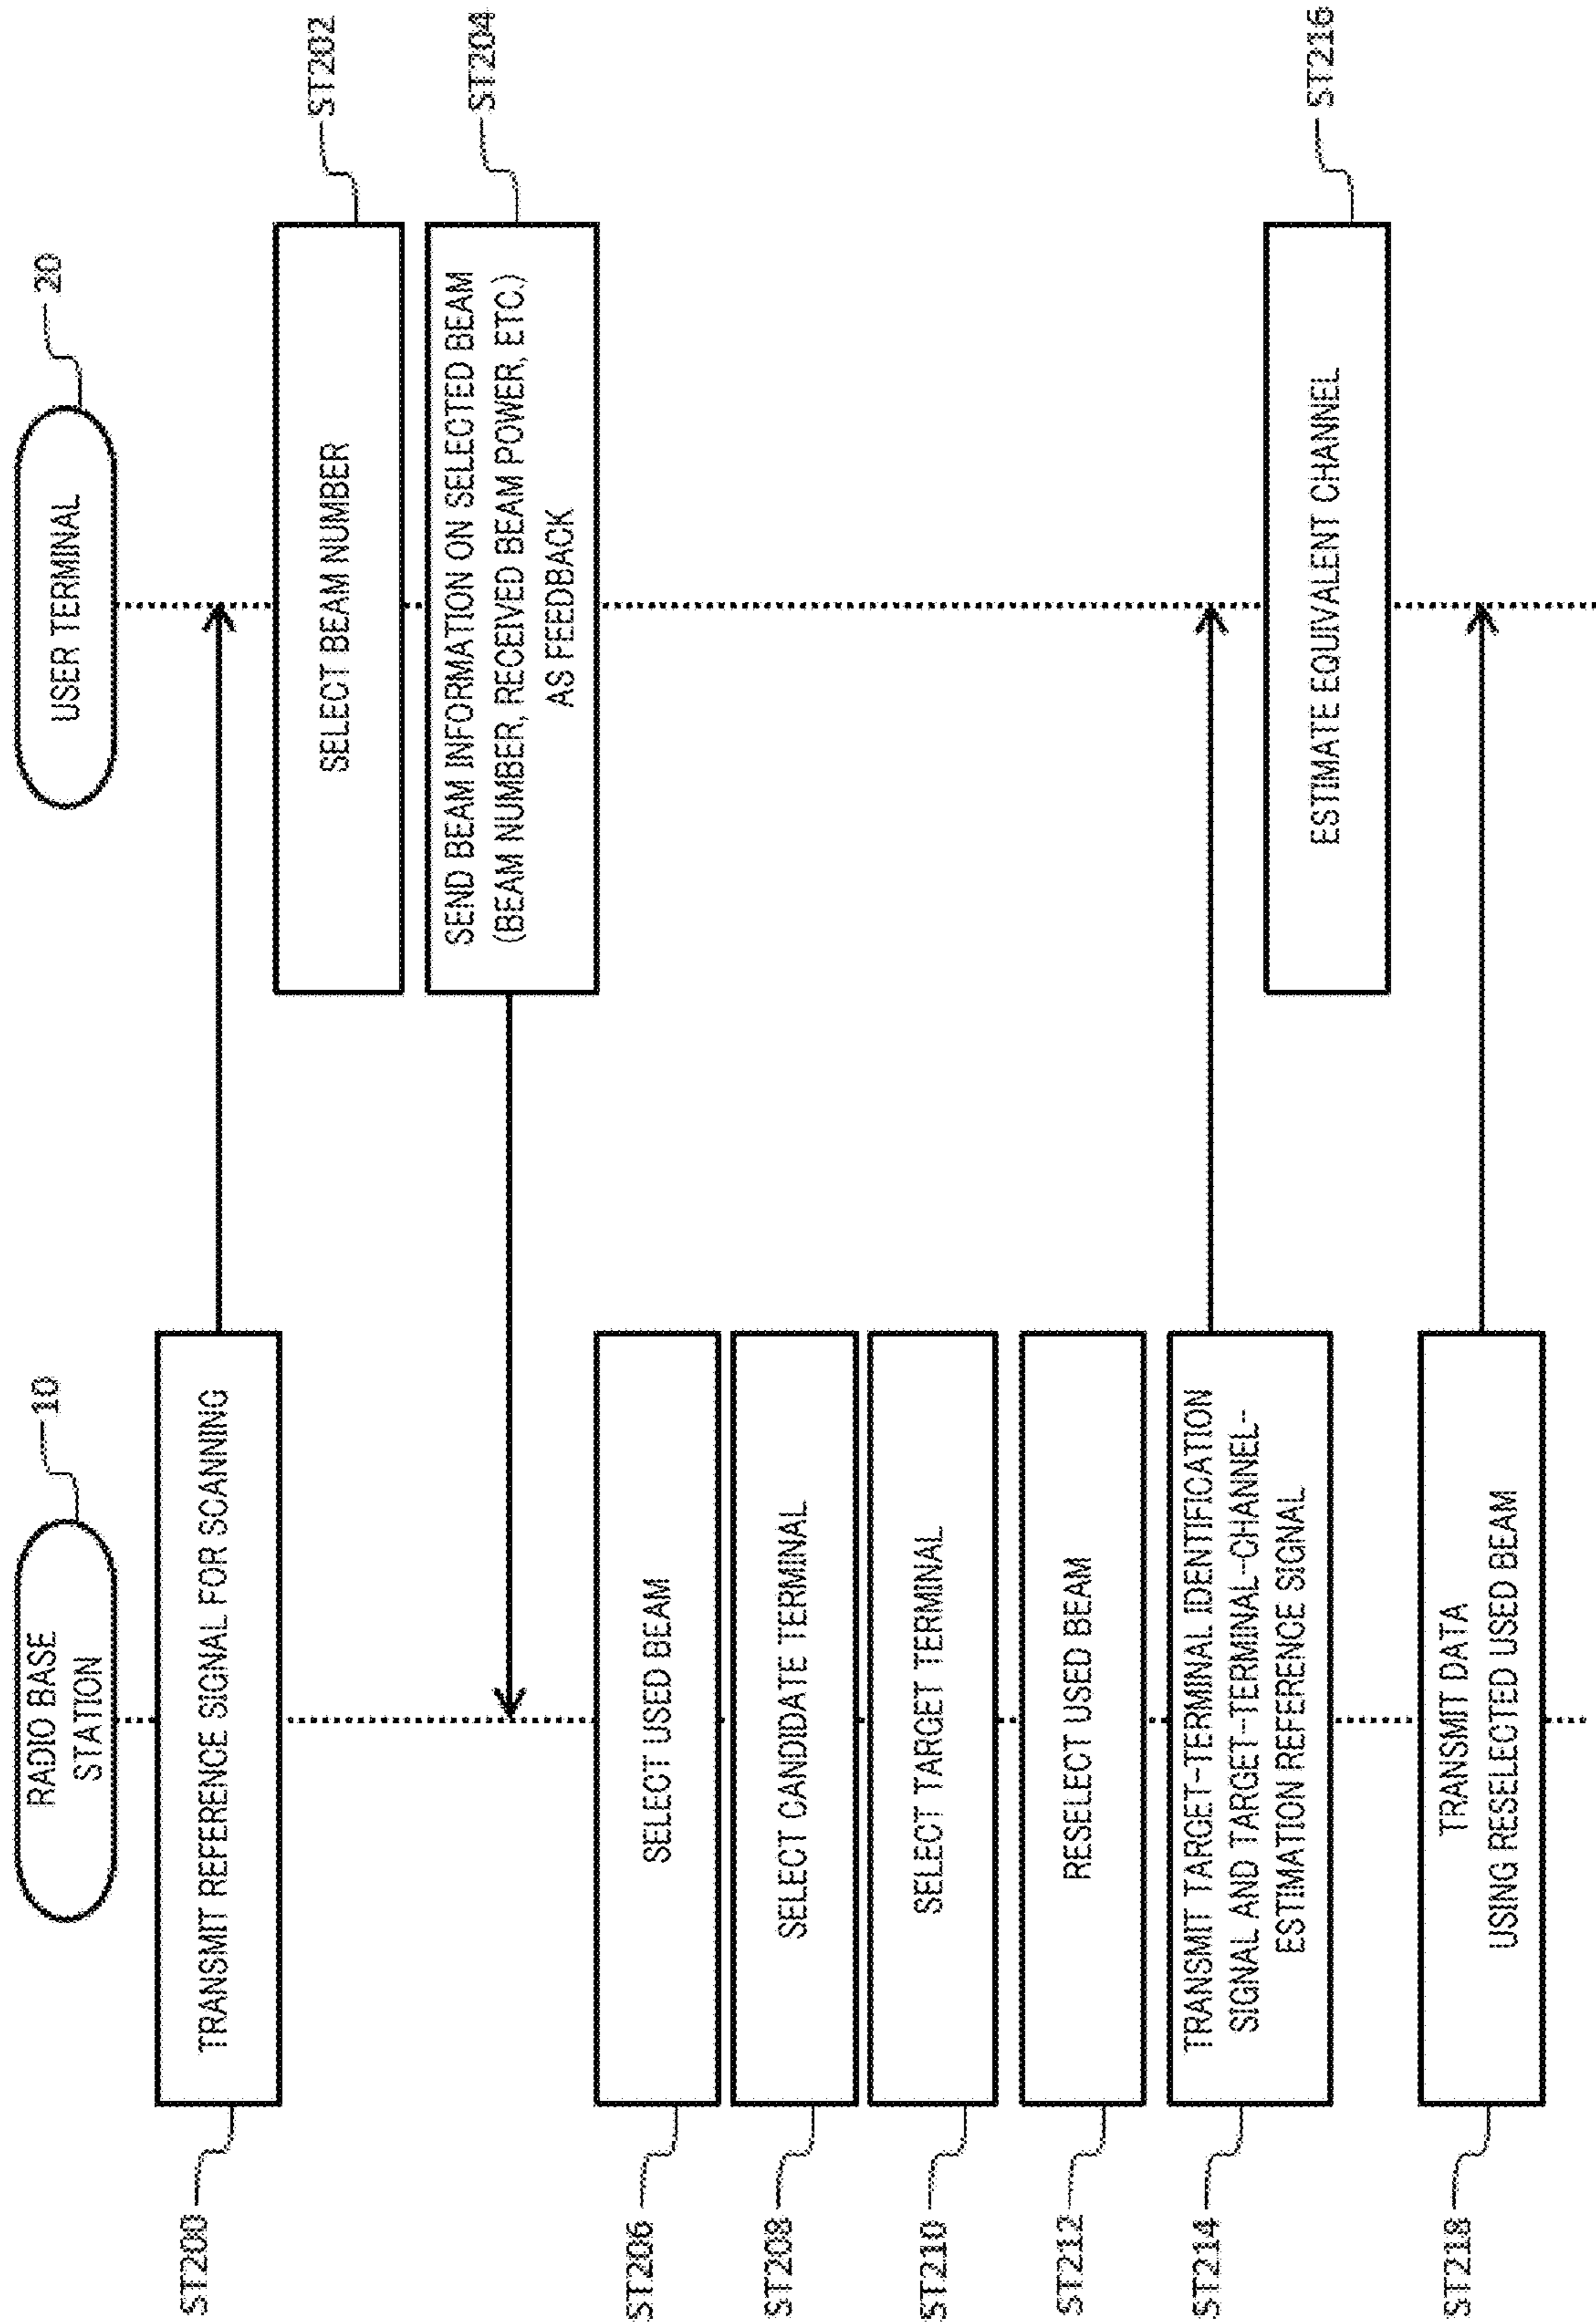 RADIO BASE
STATION
10
USER TERMINAL
20
ST200
TRANSMIT REFERENCE SIGNAL FOR SCANNING
SELECT BEAM NUMBER
ST202
SEND BEAM INFORMATION ON SELECTED BEAM
(BEAM NUMBER, RECEIVED BEAM POWER, ETC.)
AS FEEDBACK
ST204
ST206
SELECT USED BEAM
ST208
SELECT CANDIDATE TERMINAL
ST210
SELECT TARGET TERMINAL
ST212
RESELECT USED BEAM
ST214
TRANSMIT TARGET-TERMINAL IDENTIFICATION
SIGNAL AND TARGET-TERMINAL-CHANNEL-
ESTIMATION REFERENCE SIGNAL
ESTIMATE EQUIVALENT CHANNEL
ST216
ST218
TRANSMIT DATA
USING RESELECTED USED BEAM